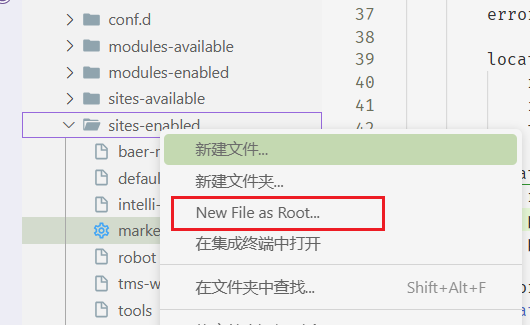 conf.d
modules-available
modules-enabled
sites-available
sites-enabled
baer-
defau
intelli-
marke
robot
tms-w
tools
新建文件...
新建文件夹...
New File as Root...
在集成终端中打开
在文件夹中查找... Shift+Alt+F
37 erro
38
39 loca
40
41
42